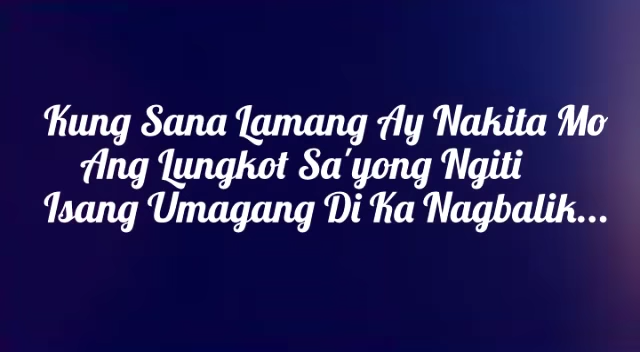 Kung Sana Lamang Ay Nakita Mo
Ang Lungkot Sa'yong Ngiti
Isang Umagang Di Ka Nagbalik...